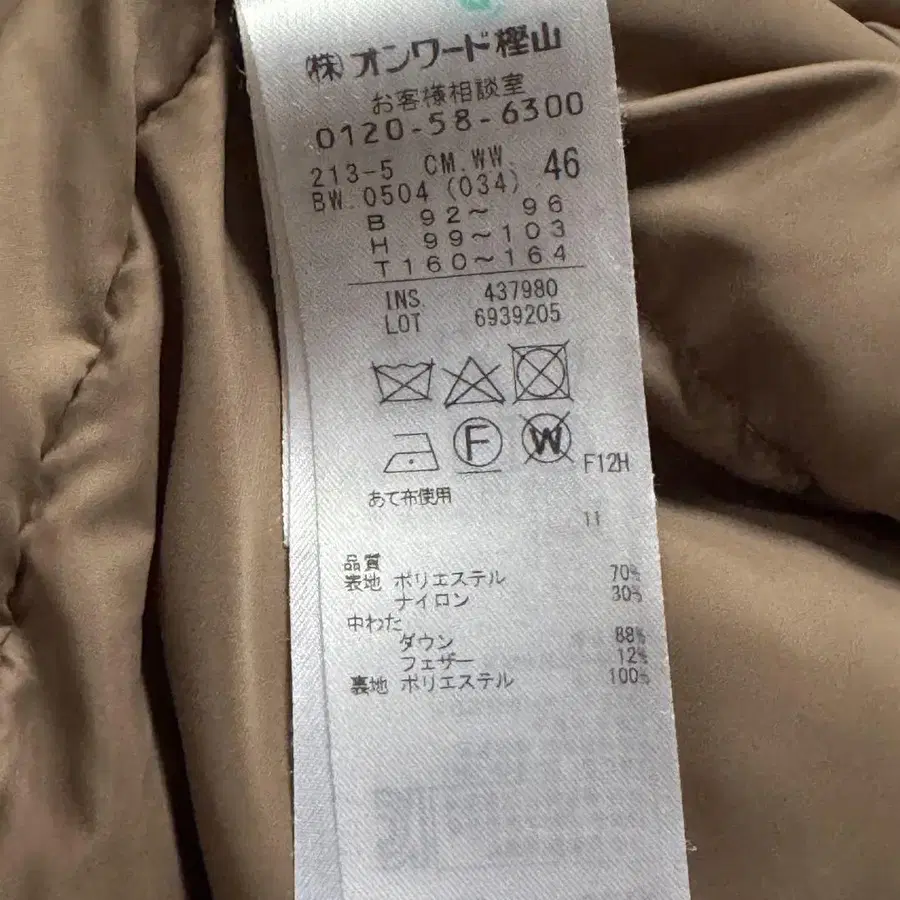 (株)オンワード樫山
お客様相談室
0120-58-6300
213-5 CM.WW. 46
BW.0504(034)
B 92~ 96
H 99~103
T160~164
INS. 437980
LOT 6939205
F
W
F12H
あて布使用
11
品質
表地 ポリエステル 70%
ナイロン 30%
中わた
ダウン 88%
フェザー 12%
裏地 ポリエステル 100%